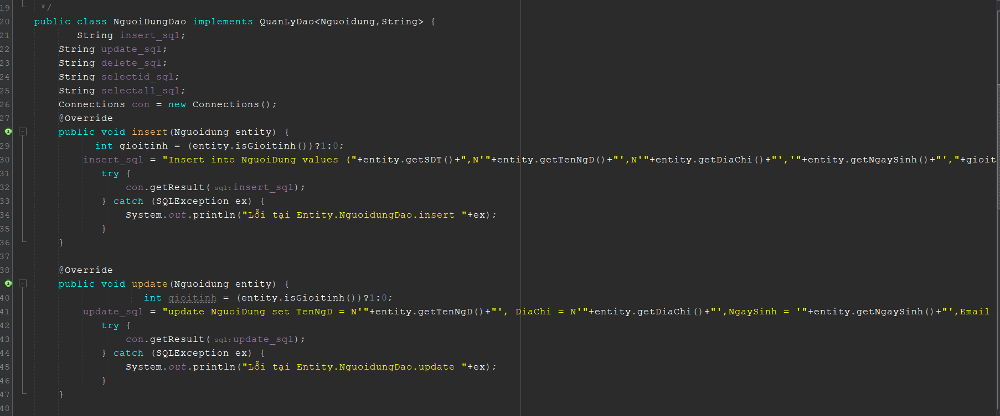 19 */
20 public class NguoiDungDao implements QuanLyDao<Nguoidung,String> {
21 String insert_sql;
22 String update_sql;
23 String delete_sql;
24 String selectid_sql;
25 String selectall_sql;
26 Connections con = new Connections();
27 @Override
public void insert(Nguoidung entity) {
29 int gioitinh = (entity.isGioitinh())?1:0;
30 insert_sql = "Insert into NguoiDung values ("+entity.getSDT()+",N'"+entity.getTenNgD()+"',N'"+entity.getDiaChi()+"','"+entity.getNgaySinh()+"',"+gioit
31 try {
32 con.getResult( sql: insert_sql);
33 } catch (SQLException ex) {
34 System.out.println("Lỗi tại Entity.NguoidungDao.insert "+ex);
35 }
36 }
37
38 @Override
public void update(Nguoidung entity) {
40 int gioitinh = (entity.isGioitinh())?1:0;
41 update_sql = "update NguoiDung set TenNgD = N'"+entity.getTenNgD()+"', DiaChi = N'"+entity.getDiaChi()+"',NgaySinh = '"+entity.getNgaySinh()+"',Email
42 try {
43 con.getResult( sql: update_sql);
44 } catch (SQLException ex) {
45 System.out.println("Lỗi tại Entity.NguoidungDao.update "+ex);
46 }
47 }
48